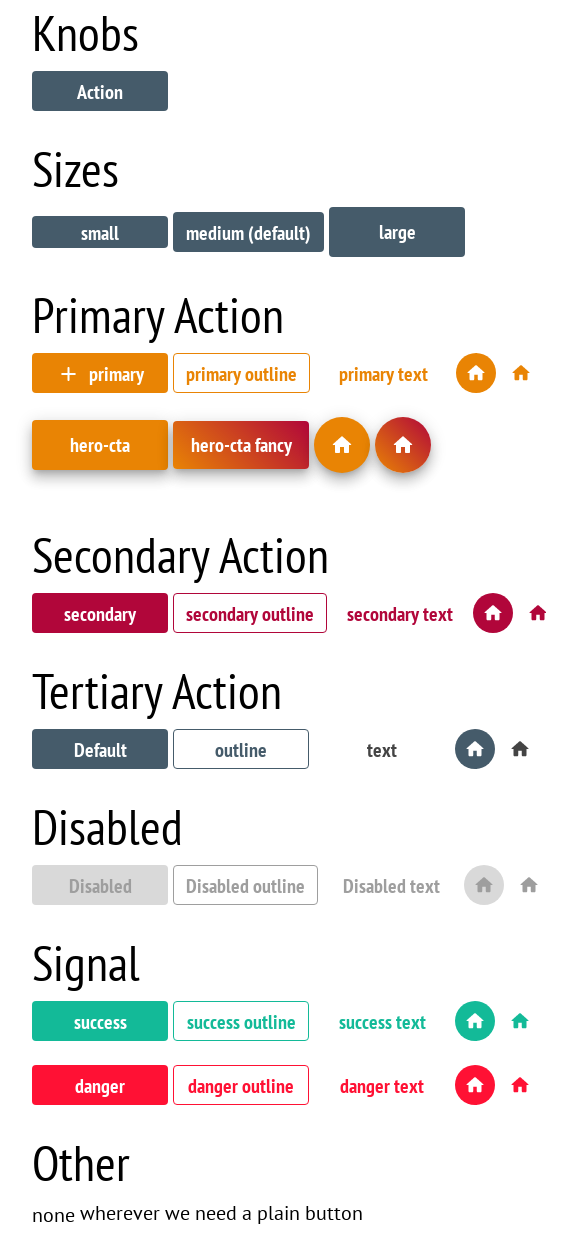 Knobs
Action
Sizes
small medium (default) large
Primary Action
primary primary outline primary text
hero-cta hero-cta fancy
Secondary Action
secondary secondary outline secondary text
Tertiary Action
Default outline text
Disabled
Disabled Disabled outline Disabled text
Signal
success success outline success text
danger danger outline danger text
Other
none wherever we need a plain button